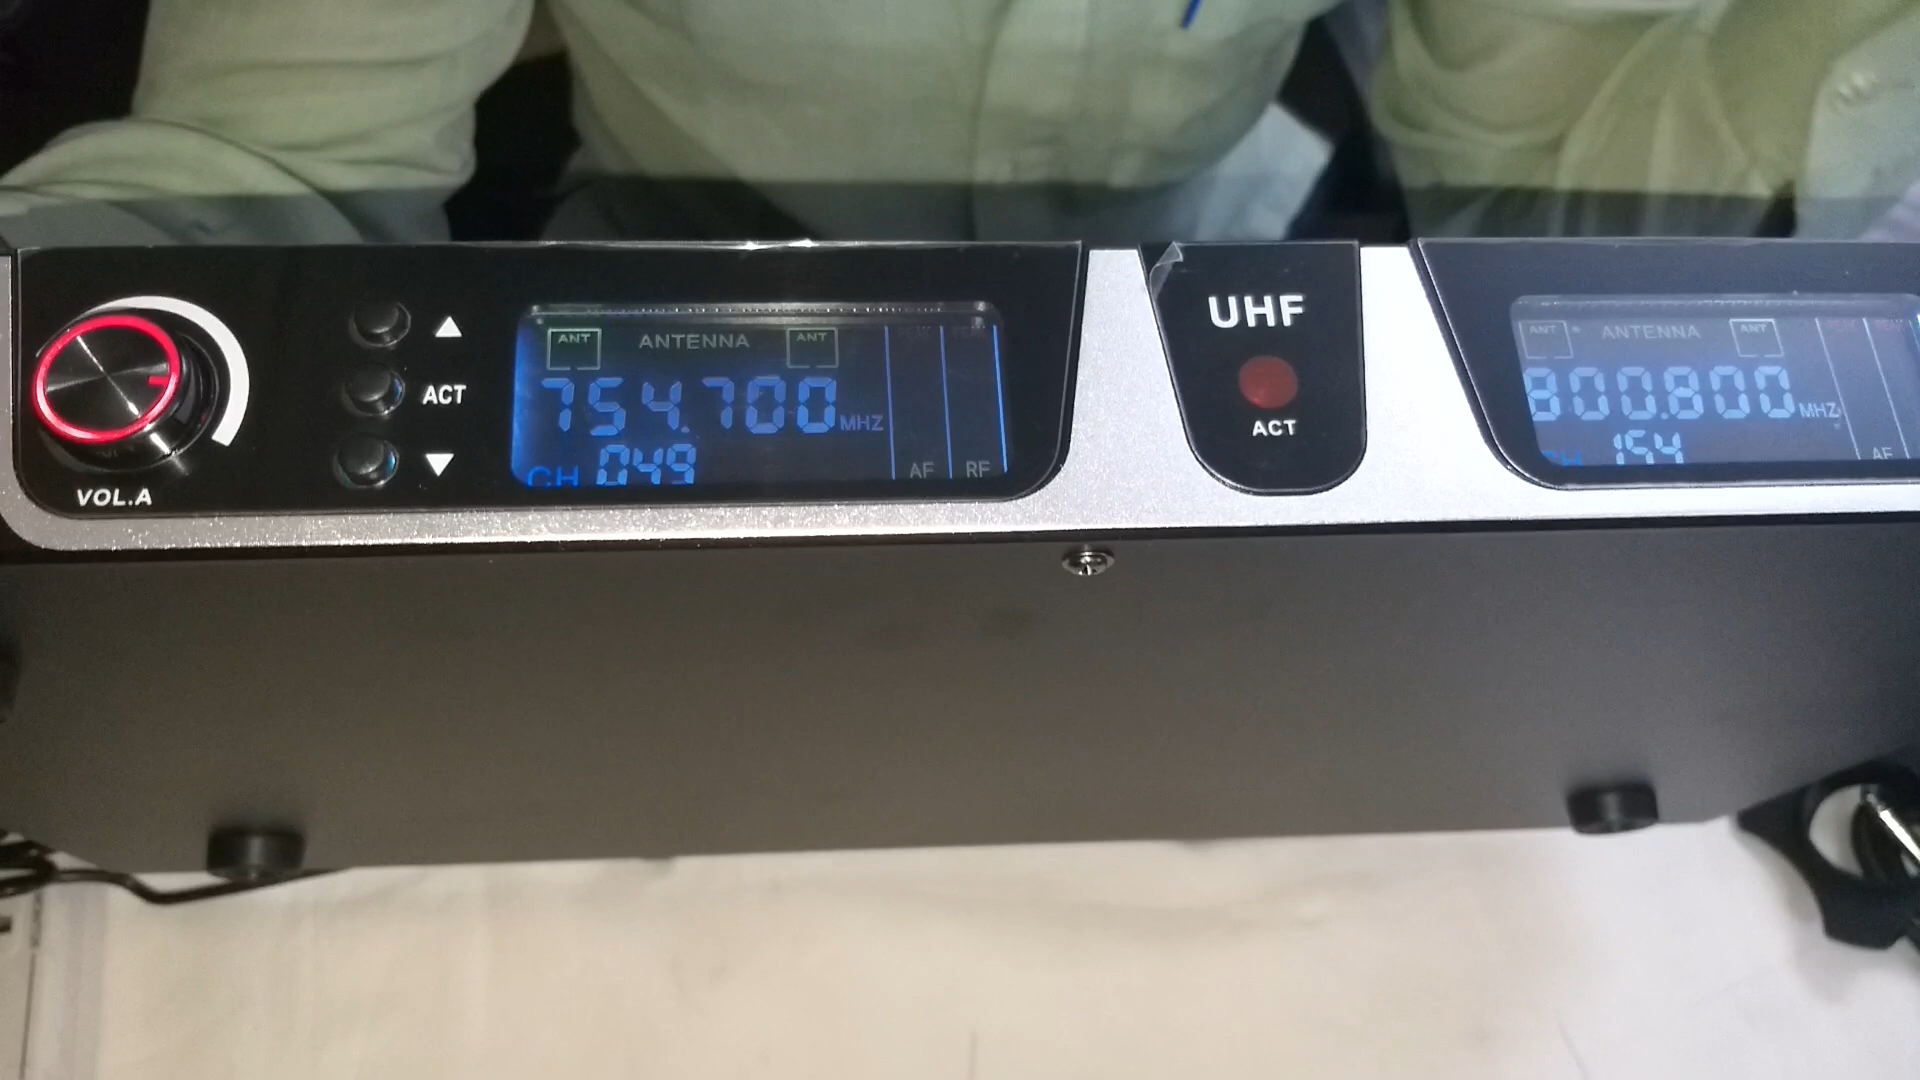 VOL.A
ACT
ANT ANTENNA ANT
754.700 MHZ
CH 049
AF RF
UHF
ACT
ANT ANTENNA ANT
800.800 MHZ
CH 154
AF